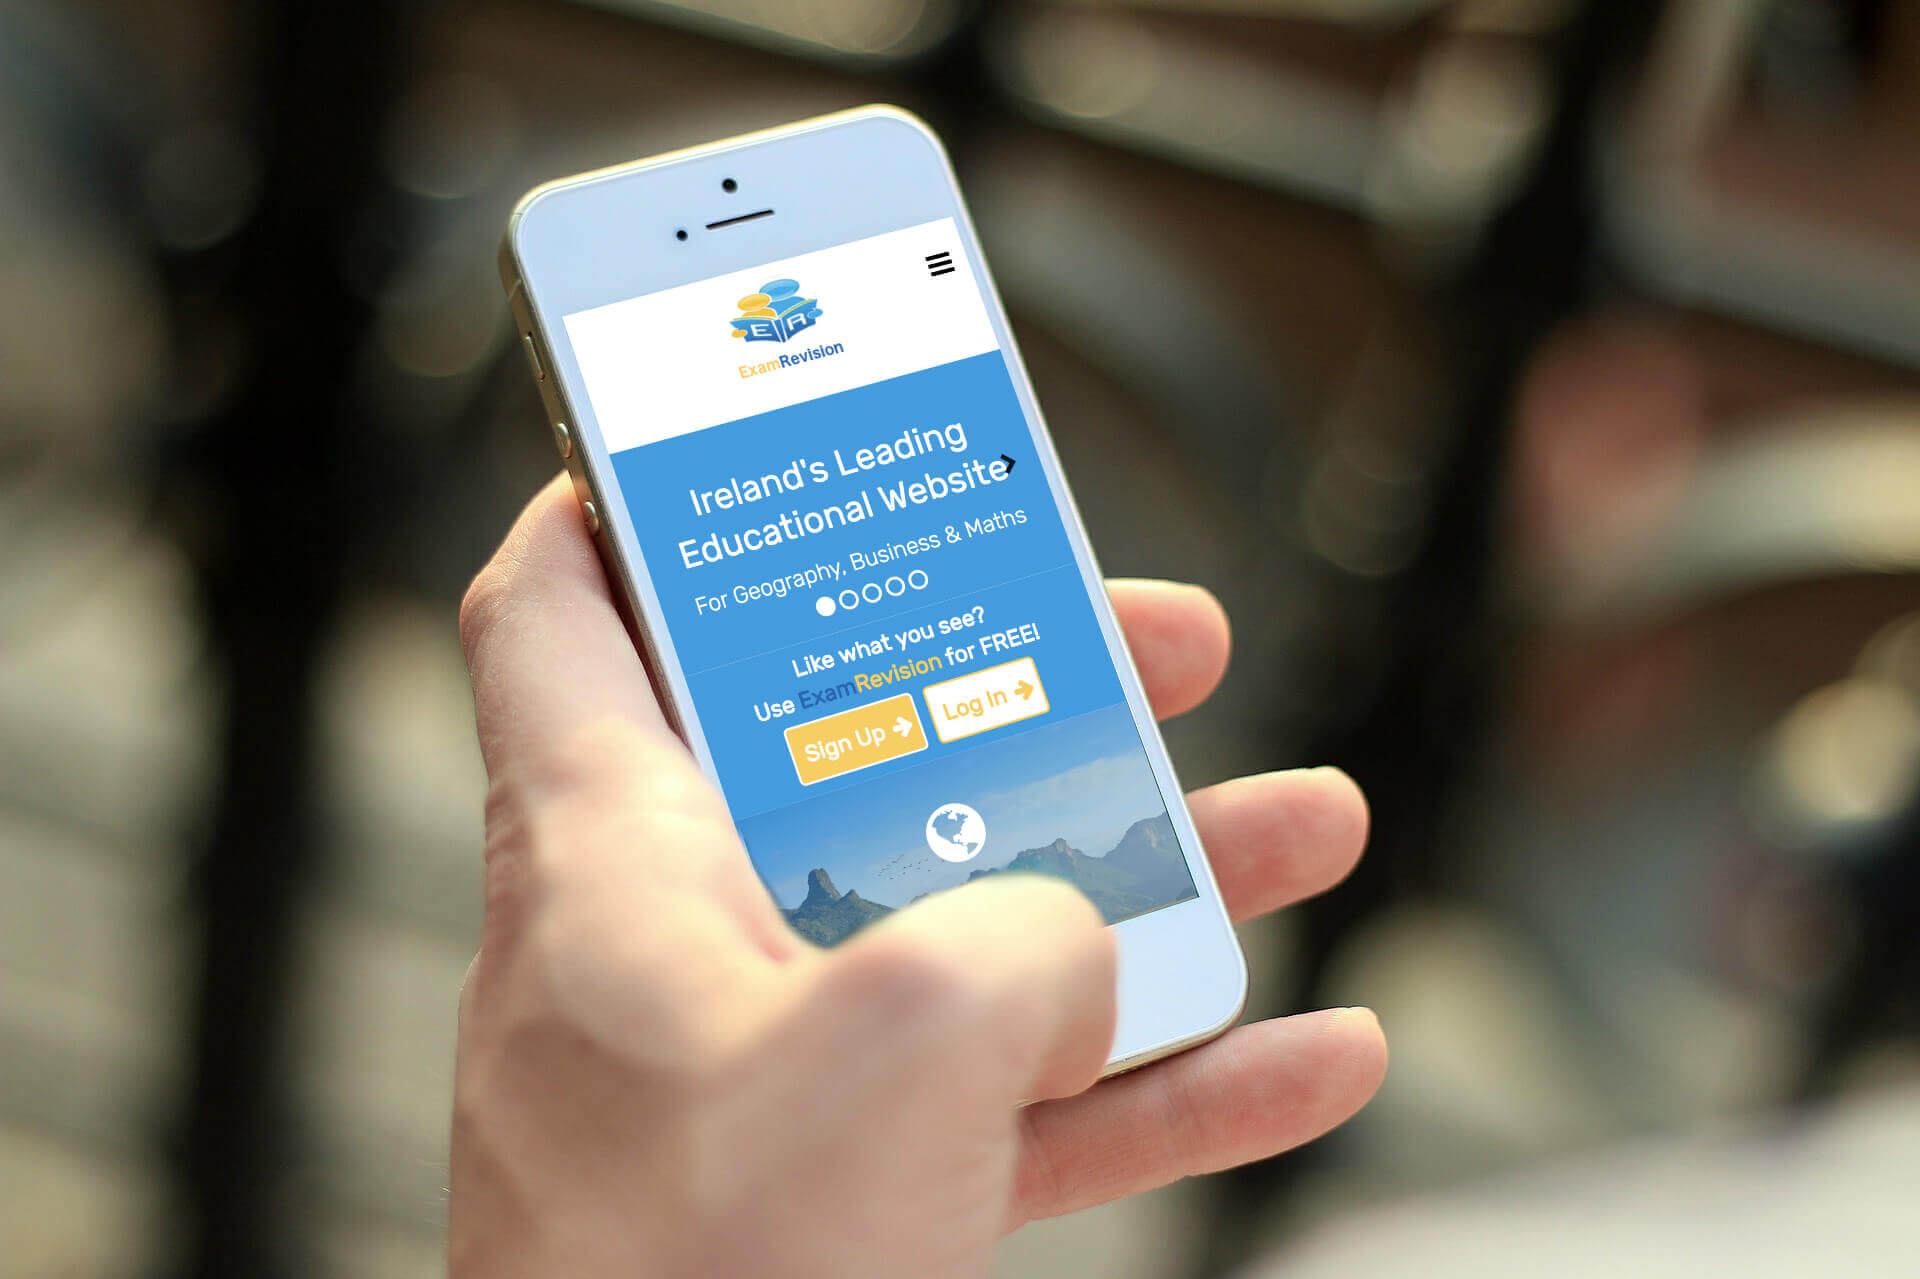 E R
ExamRevision
Ireland's Leading
Educational Website
For Geography, Business & Maths
Like what you see?
Use ExamRevision for FREE!
Sign Up
Log In